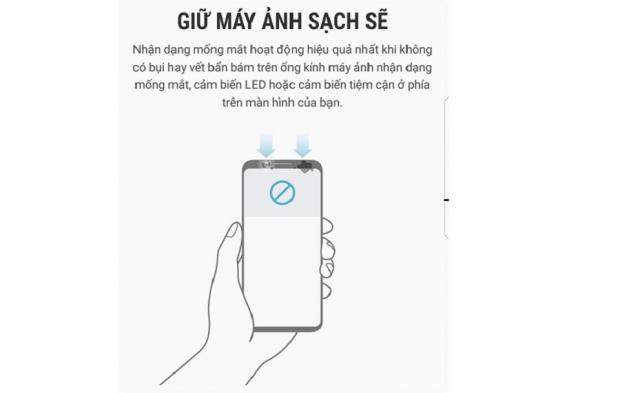 GIỮ MÁY ẢNH SẠCH SẼ
Nhận dạng mống mắt hoạt động hiệu quả nhất khi không
có bụi hay vết bẩn bám trên ống kính máy ảnh nhận dạng
mống mắt, cảm biến LED hoặc cảm biến tiệm cận ở phía
trên màn hình của bạn.